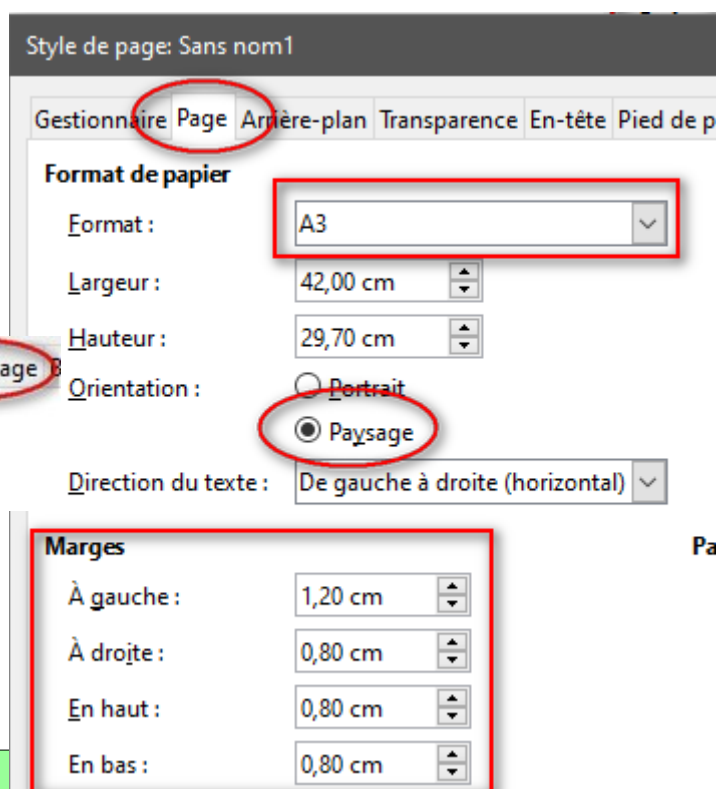 Style de page: Sans nom1
Gestionnaire Page Arrière-plan Transparence En-tête Pied de p
Format de papier
Format : A3
Largeur : 42,00 cm
Hauteur : 29,70 cm
age
Orientation : Portrait
Paysage
Direction du texte : De gauche à droite (horizontal)
Marges Pa
À gauche : 1,20 cm
À droite : 0,80 cm
En haut : 0,80 cm
En bas : 0,80 cm